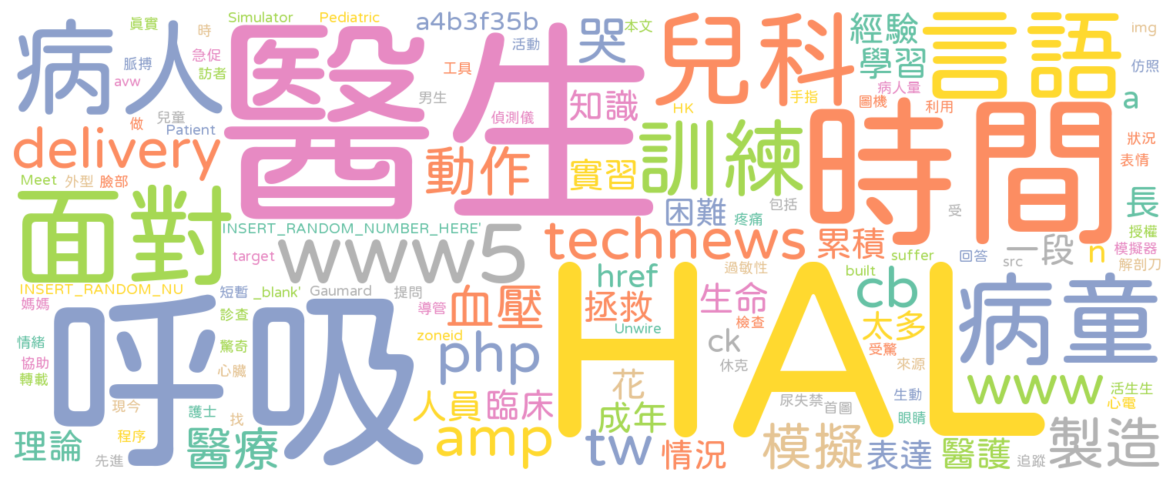 眞實
Simulator
Pediatric
a4b3f35b
哭
本文
兒科
經驗
言語
img
病人
時
脈搏
急促
訪者
avw
醫生
活動
工具
知識
學習
仿照
a
病人量
手指
圖機
利用
男生
偵測儀
HK
兒童
做
Patient
delivery
動作
實習
訓練
時間
狀況
表情
Meet
外型
臉部
面對
困難
包括
疼痛
受
長
授權
INSERT_RANDOM_NUMBER_HERE'
www5
technews
累積
一段
n
模擬器
解剖刀
target
suffer
回答
src
過敏性
built
href
cb
INSERT_RANDOM_NU
媽媽
短暫
_blank'
Gaumard
提問
導管
血壓
拯救
生命
太多
病童
呼吸
HAL
診查
zoneid
Unwire
檢查
ck
休克
受驚
來源
情緒
協助
轉載
驚奇
心臟
php
花
www
活生生
心電
現今
護士
找
人員
臨床
成年
尿失禁
首圖
生動
眼睛
理論
程序
先進
醫療
amp
tw
情況
模擬
表達
醫護
追蹤
製造